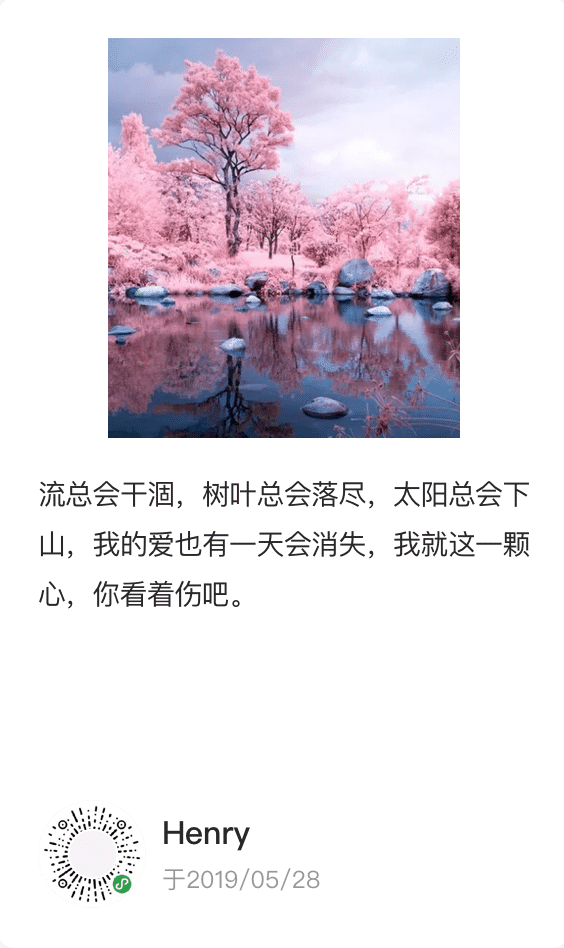 流总会干涸，树叶总会落尽，太阳总会下
山，我的爱也有一天会消失，我就这一颗
心，你看着伤吧。
Henry
于2019/05/28